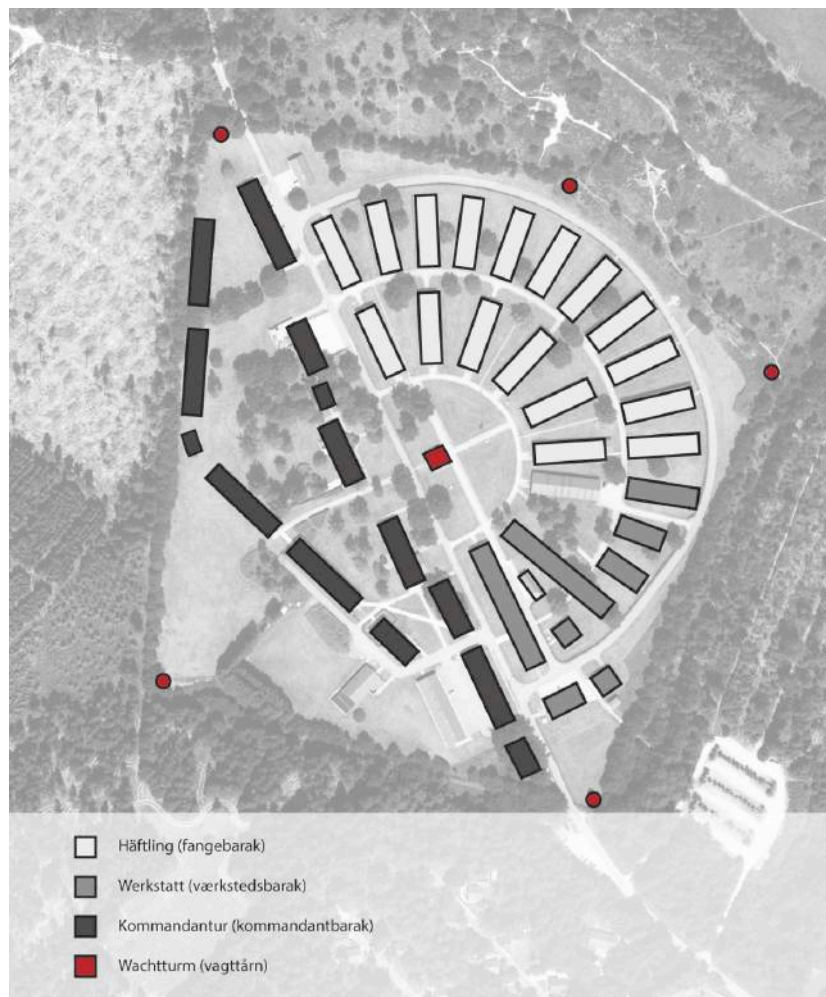 Häftling (fangebarak)
Werkstatt (værkstedsbarak)
Kommandantur (kommandantbarak)
Wachtturm (vagttårn)